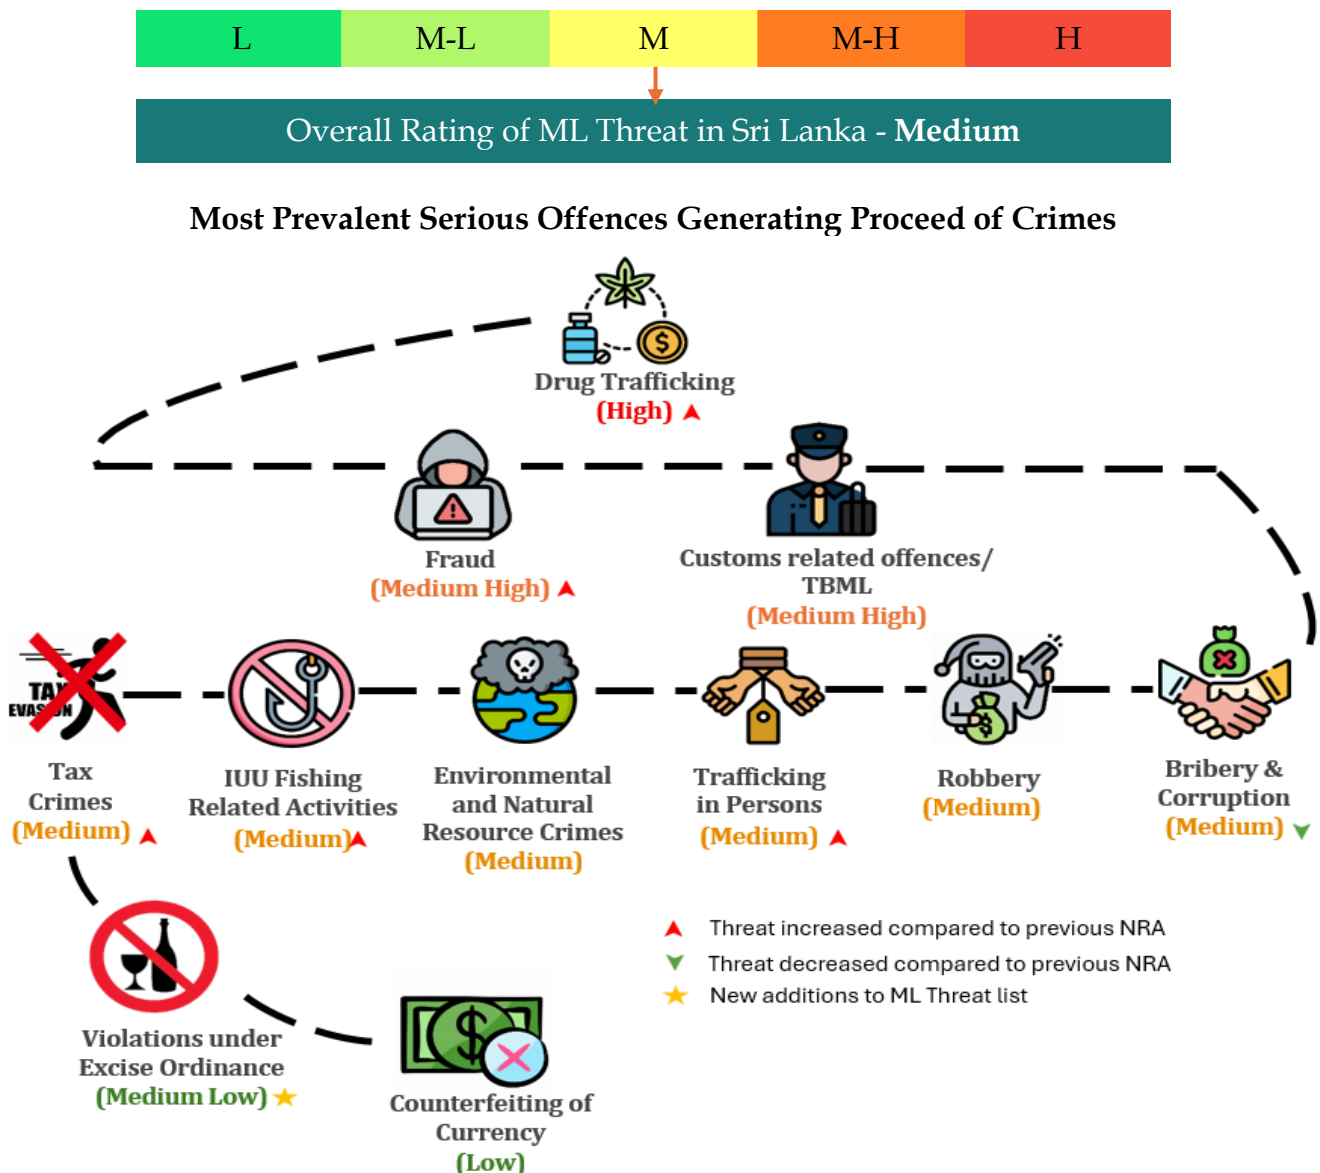 L M-L M M-H H
Overall Rating of ML Threat in Sri Lanka - Medium
Most Prevalent Serious Offences Generating Proceed of Crimes
Drug Trafficking
(High)
Fraud
(Medium High)
Customs related offences/
TBML
(Medium High)
TAX
EVASION
Tax
Crimes
(Medium)
IUU Fishing
Related Activities
(Medium)
Environmental
and Natural
Resource Crimes
(Medium)
Trafficking
in Persons
(Medium)
Robbery
(Medium)
Bribery &
Corruption
(Medium)
Threat increased compared to previous NRA
Threat decreased compared to previous NRA
New additions to ML Threat list
Violations under
Excise Ordinance
(Medium Low)
Counterfeiting of
Currency
(Low)